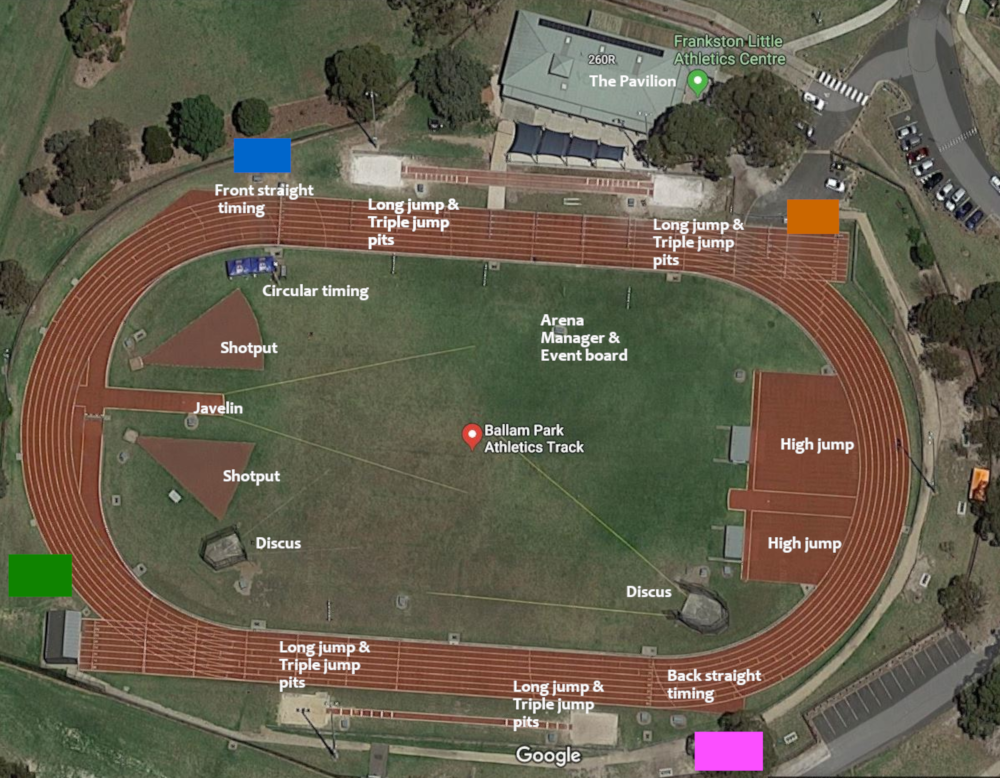 Frankston Little
Athletics Centre
260R
The Pavilion
Front straight
timing
Long jump &
Triple jump
pits
Long jump &
Triple jump
pits
Circular timing
Arena
Manager &
Event board
Shotput
Javelin
Ballam Park
Athletics Track
High jump
Shotput
Discus
High jump
Discus
Long jump &
Triple jump
pits
Back straight
timing
Long jump &
Triple jump
pits
Google